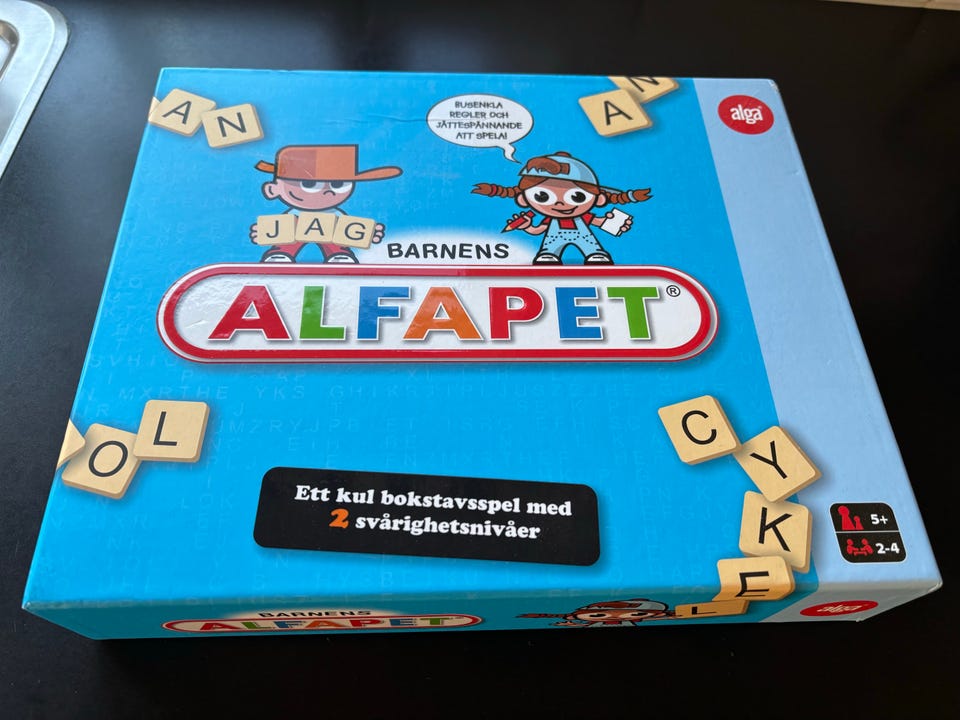 AN
AN
alga
BUSENKLA
REGLER OCH
JÄTTESPÄNNANDE
ATT SPELA!
JAG
BARNENS
ALFAPET®
OL
CYKEL
Ett kul bokstavsspel med
2 svårighetsnivåer
5+
2-4
BARNENS
ALFAPET
alga